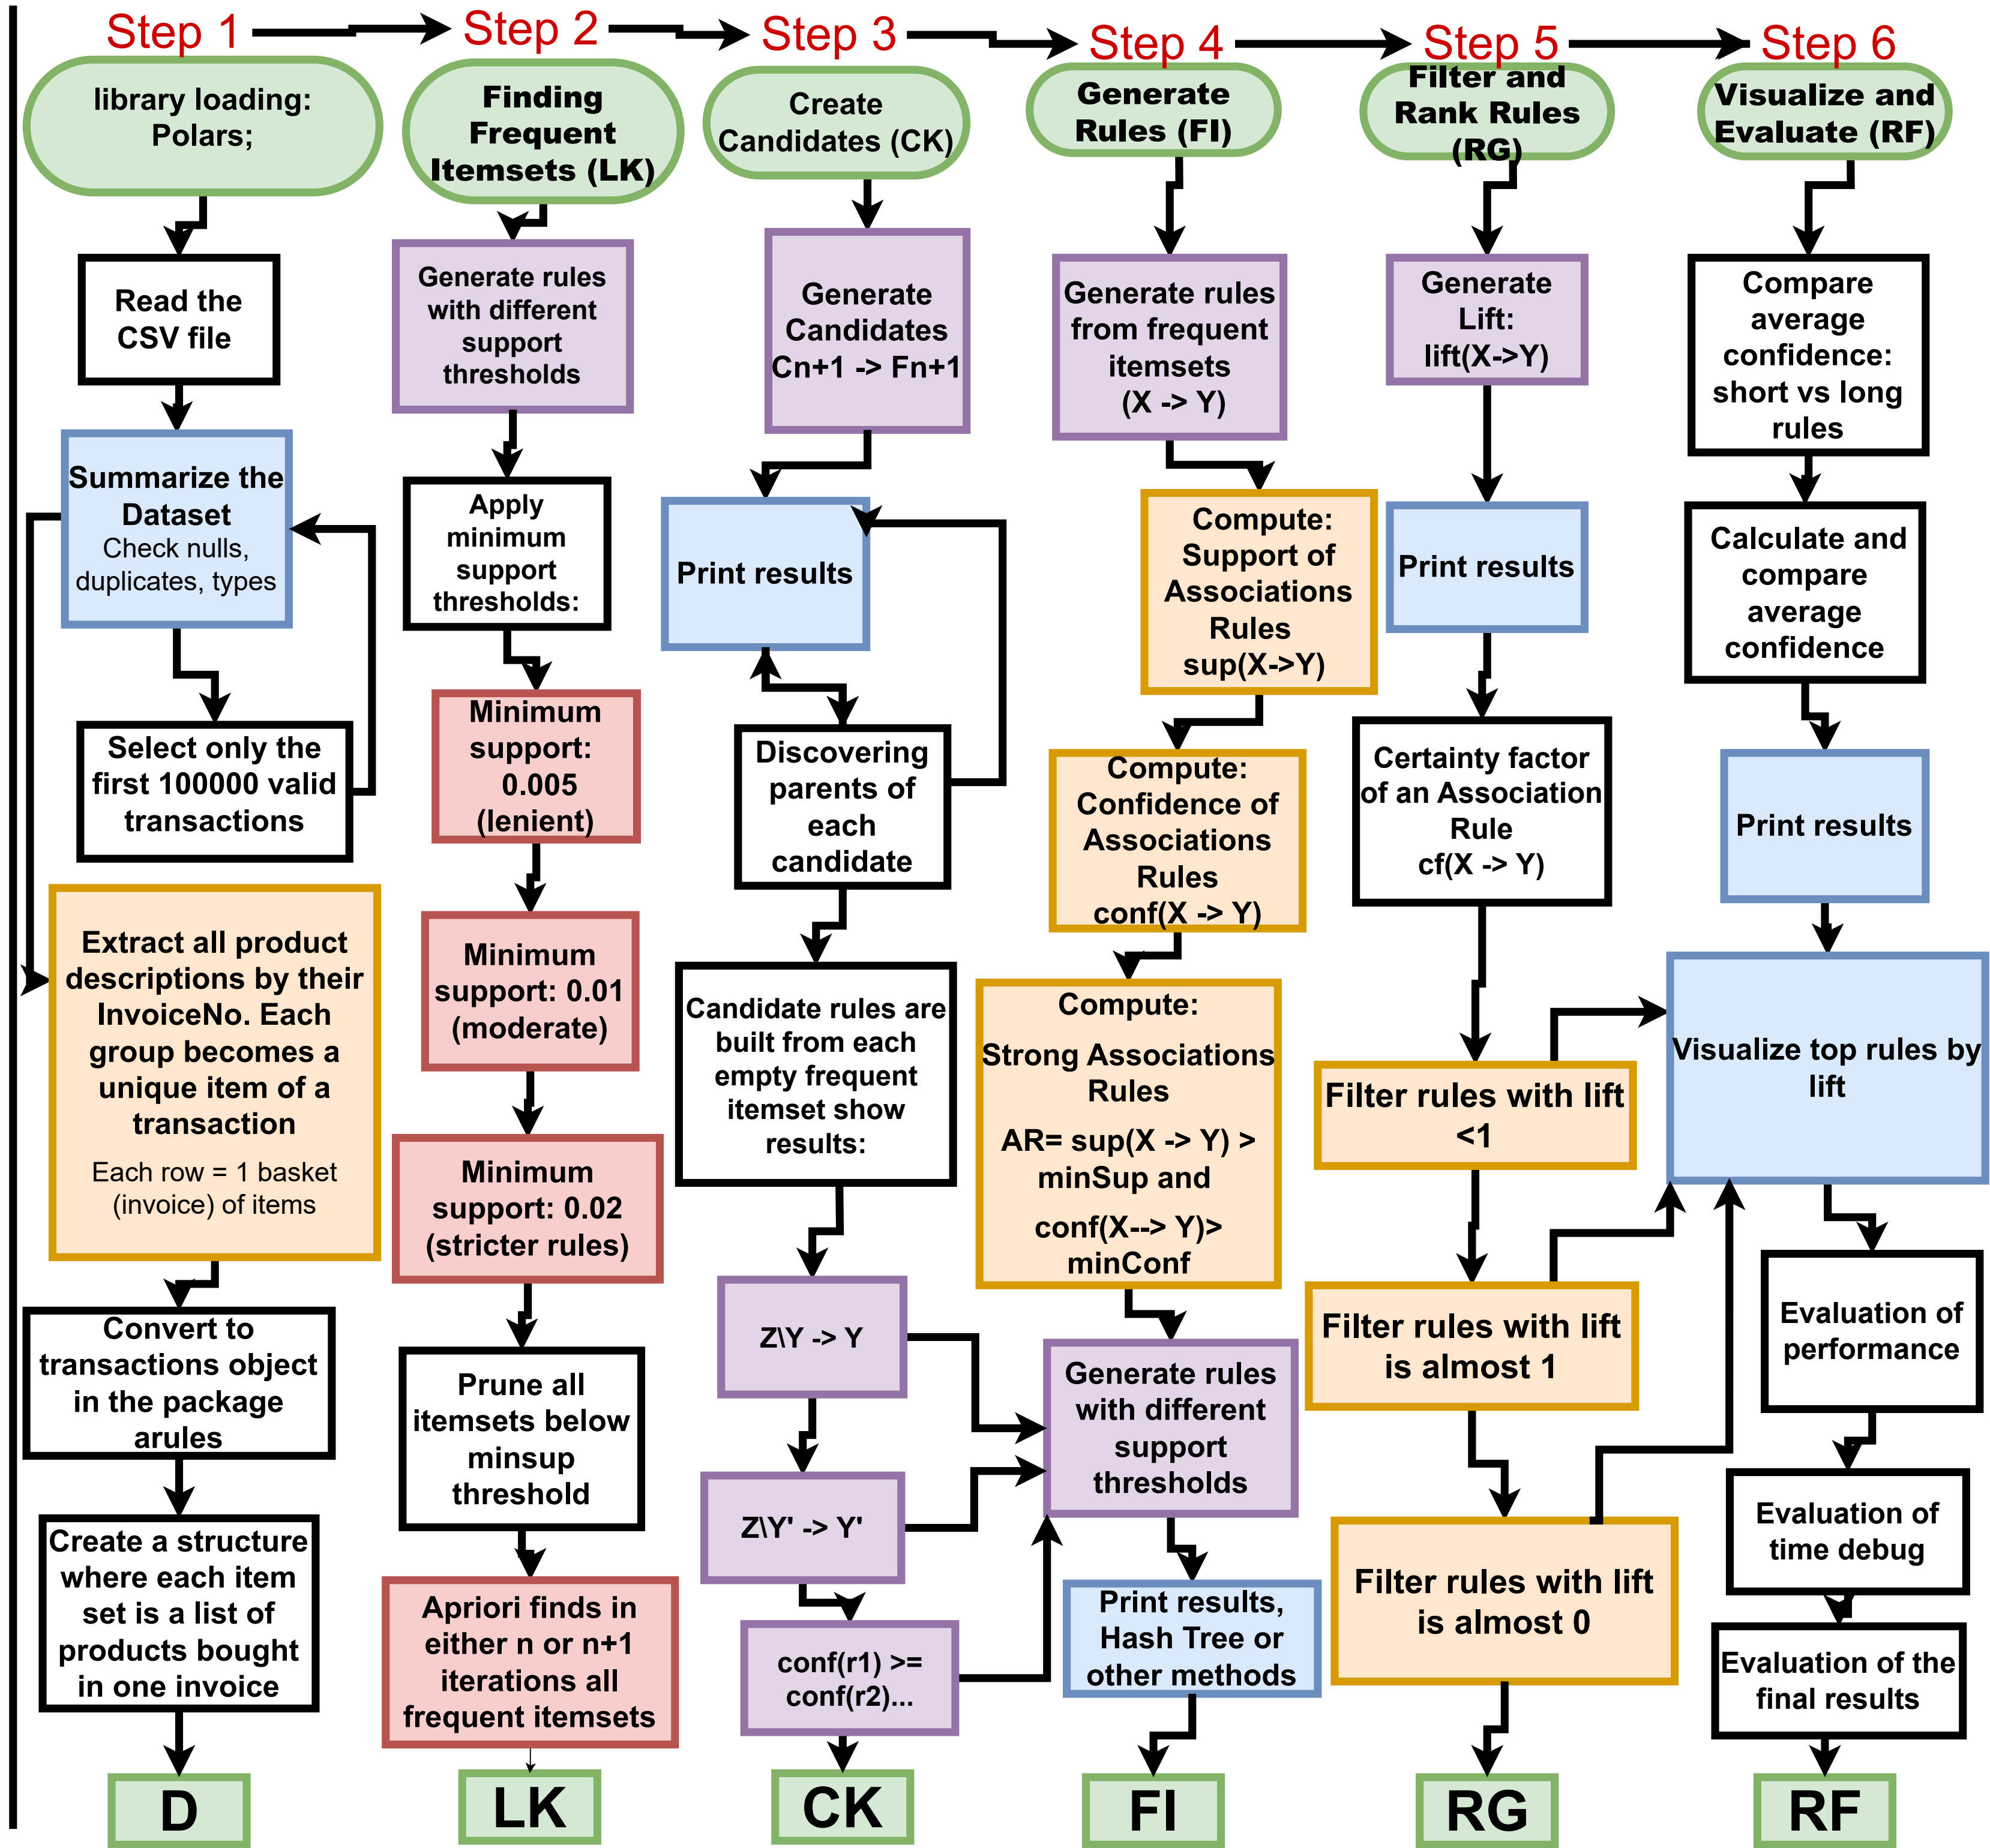 Step 1
Step 2
Step 3
Step 4
Step 5
Step 6
library loading:
Polars;
Read the
CSV file
Summarize the
Dataset
Check nulls,
duplicates, types
Select only the
first 100000 valid
transactions
Extract all product
descriptions by their
InvoiceNo. Each
group becomes a
unique item of a
transaction
Each row = 1 basket
(invoice) of items
Convert to
transactions object
in the package
arules
Create a structure
where each item
set is a list of
products bought
in one invoice
D
Finding
Frequent
Itemsets (LK)
Generate rules
with different
support
thresholds
Apply
minimum
support
thresholds:
Minimum
support:
0.005
(lenient)
Minimum
support: 0.01
(moderate)
Minimum
support: 0.02
(stricter rules)
Prune all
itemsets below
minsup
threshold
Apriori finds in
either n or n+1
iterations all
frequent itemsets
LK
Create
Candidates (CK)
Generate
Candidates
Cn+1 -> Fn+1
Print results
Discovering
parents of
each
candidate
Candidate rules are
built from each
empty frequent
itemset show
results:
Z\Y -> Y
Z\Y' -> Y'
conf(r1) >=
conf(r2)...
CK
Generate
Rules (FI)
Generate rules
from frequent
itemsets
(X -> Y)
Compute:
Support of
Associations
Rules
sup(X->Y)
Compute:
Confidence of
Associations
Rules
conf(X -> Y)
Compute:
Strong Associations
Rules
AR= sup(X -> Y) >
minSup and
conf(X--> Y)>
minConf
Generate rules
with different
support
thresholds
Print results,
Hash Tree or
other methods
FI
Filter and
Rank Rules
(RG)
Generate
Lift:
lift(X->Y)
Print results
Certainty factor
of an Association
Rule
cf(X -> Y)
Filter rules with lift
<1
Filter rules with lift
is almost 1
Filter rules with lift
is almost 0
RG
Visualize and
Evaluate (RF)
Compare
average
confidence:
short vs long
rules
Calculate and
compare
average
confidence
Print results
Visualize top rules by
lift
Evaluation of
performance
Evaluation of
time debug
Evaluation of the
final results
RF